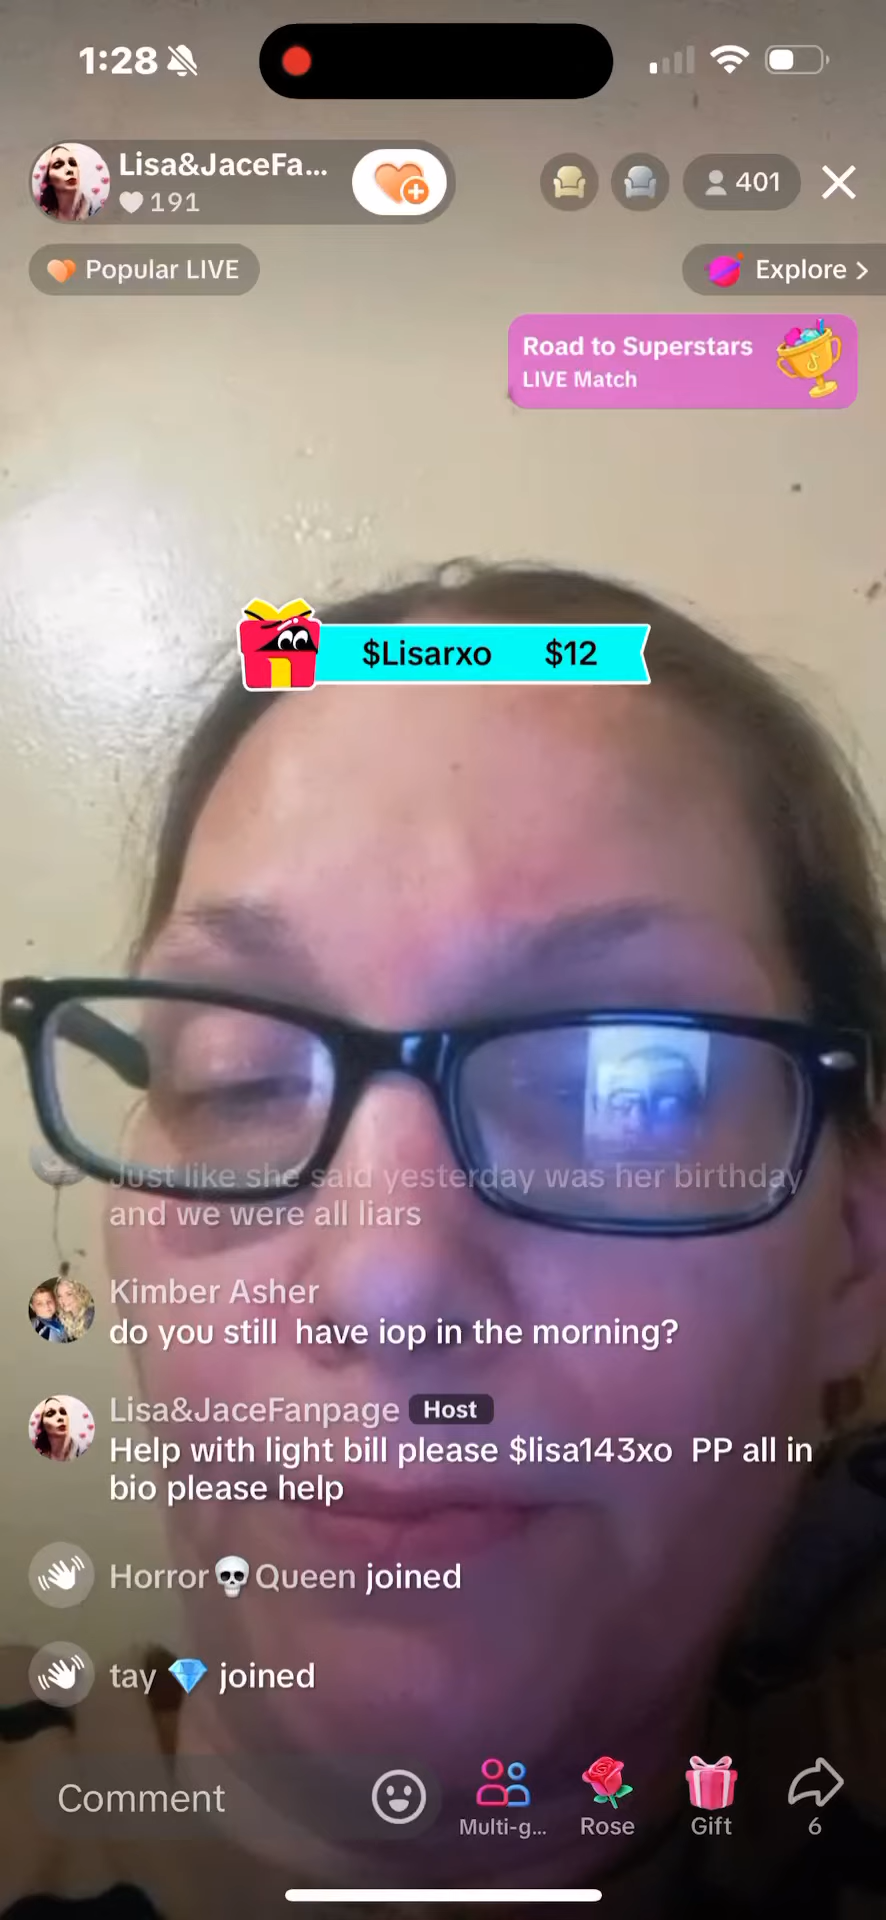 1:28
Lisa&JaceFa...
191
401
Popular LIVE
Explore >
Road to Superstars
LIVE Match
$Lisarxo $12
Just like she said yesterday was her birthday
and we were all liars
Kimber Asher
do you still have iop in the morning?
Lisa&JaceFanpage Host
Help with light bill please $lisa143xo PP all in
bio please help
Horror💀Queen joined
tay 💎 joined
Comment
Multi-g...
Rose
Gift
6